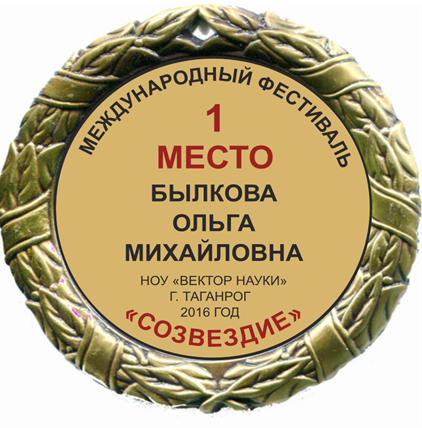 МЕЖДУНАРОДНЫЙ ФЕСТИВАЛЬ
1
МЕСТО
БЫЛКОВА
ОЛЬГА
МИХАЙЛОВНА
НОУ «ВЕКТОР НАУКИ»
Г. ТАГАНРОГ
2016 ГОД
«СОЗВЕЗДИЕ»